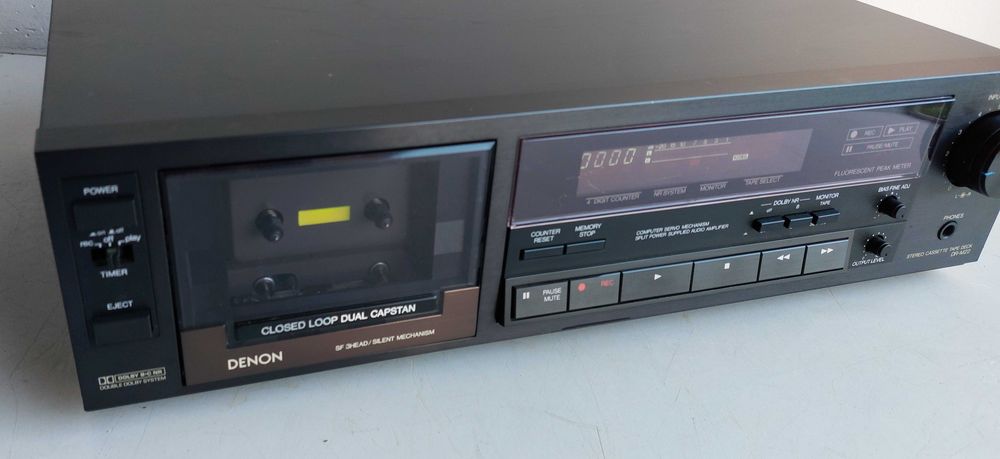 POWER
on off
rec off play
TIMER
EJECT
DOLBY B-C NR
DOUBLE DOLBY SYSTEM
CLOSED LOOP DUAL CAPSTAN
DENON
SF 3HEAD/SILENT MECHANISM
0000
4 DIGIT COUNTER
NR SYSTEM
MONITOR
TAPE SELECT
REC
PLAY
PAUSE/MUTE
FLUORESCENT PEAK METER
COUNTER
RESET
MEMORY
STOP
COMPUTER SERVO MECHANISM
SPLIT POWER SUPPLIED AUDIO AMPLIFIER
DOLBY NR
MONITOR
TAPE
BIAS FINE ADJ
PAUSE
MUTE
REC
OUTPUT LEVEL
INPU
PHONES
STEREO CASSETTE TAPE DECK